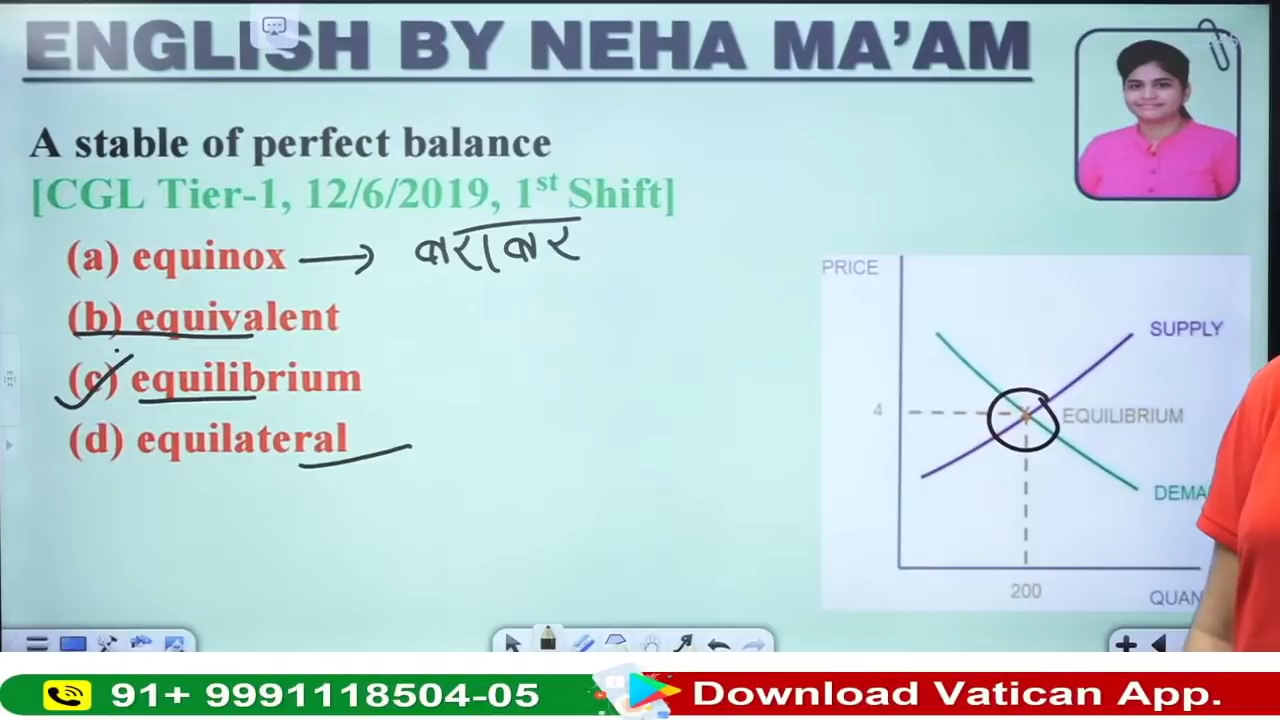 ENGLISH BY NEHA MA’AM
A stable of perfect balance
[CGL Tier-1, 12/6/2019, 1st Shift]
(a) equinox → बराबर
(b) equivalent
(c) equilibrium
(d) equilateral
PRICE
SUPPLY
4
EQUILIBRIUM
DEMA
200
QUAN
91+ 9991118504-05
Download Vatican App.